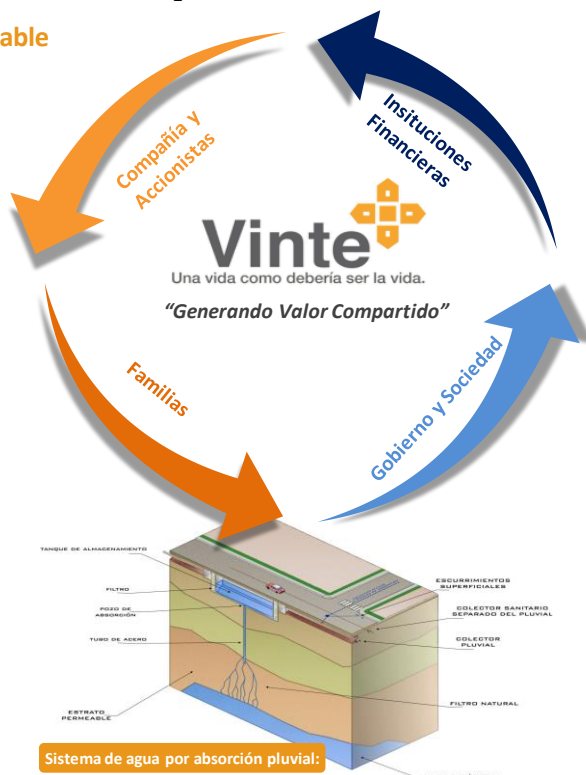 able
Compañía y
Accionistas
Insituciones
Financieras
Vinte
Una vida como debería ser la vida.
“Generando Valor Compartido”
Familias
Gobierno y Sociedad
TANQUE DE ALMACENAMIENTO
FILTRO
POZO DE
ABSORCIÓN
TUBO DE ACERO
ESTRATO
PERMEABLE
ESCURRIMIENTOS
SUPERFICIALES
COLECTOR SANITARIO
SEPARADO DEL PLUVIAL
COLECTOR
PLUVIAL
FILTRO NATURAL
Sistema de agua por absorción pluvial: